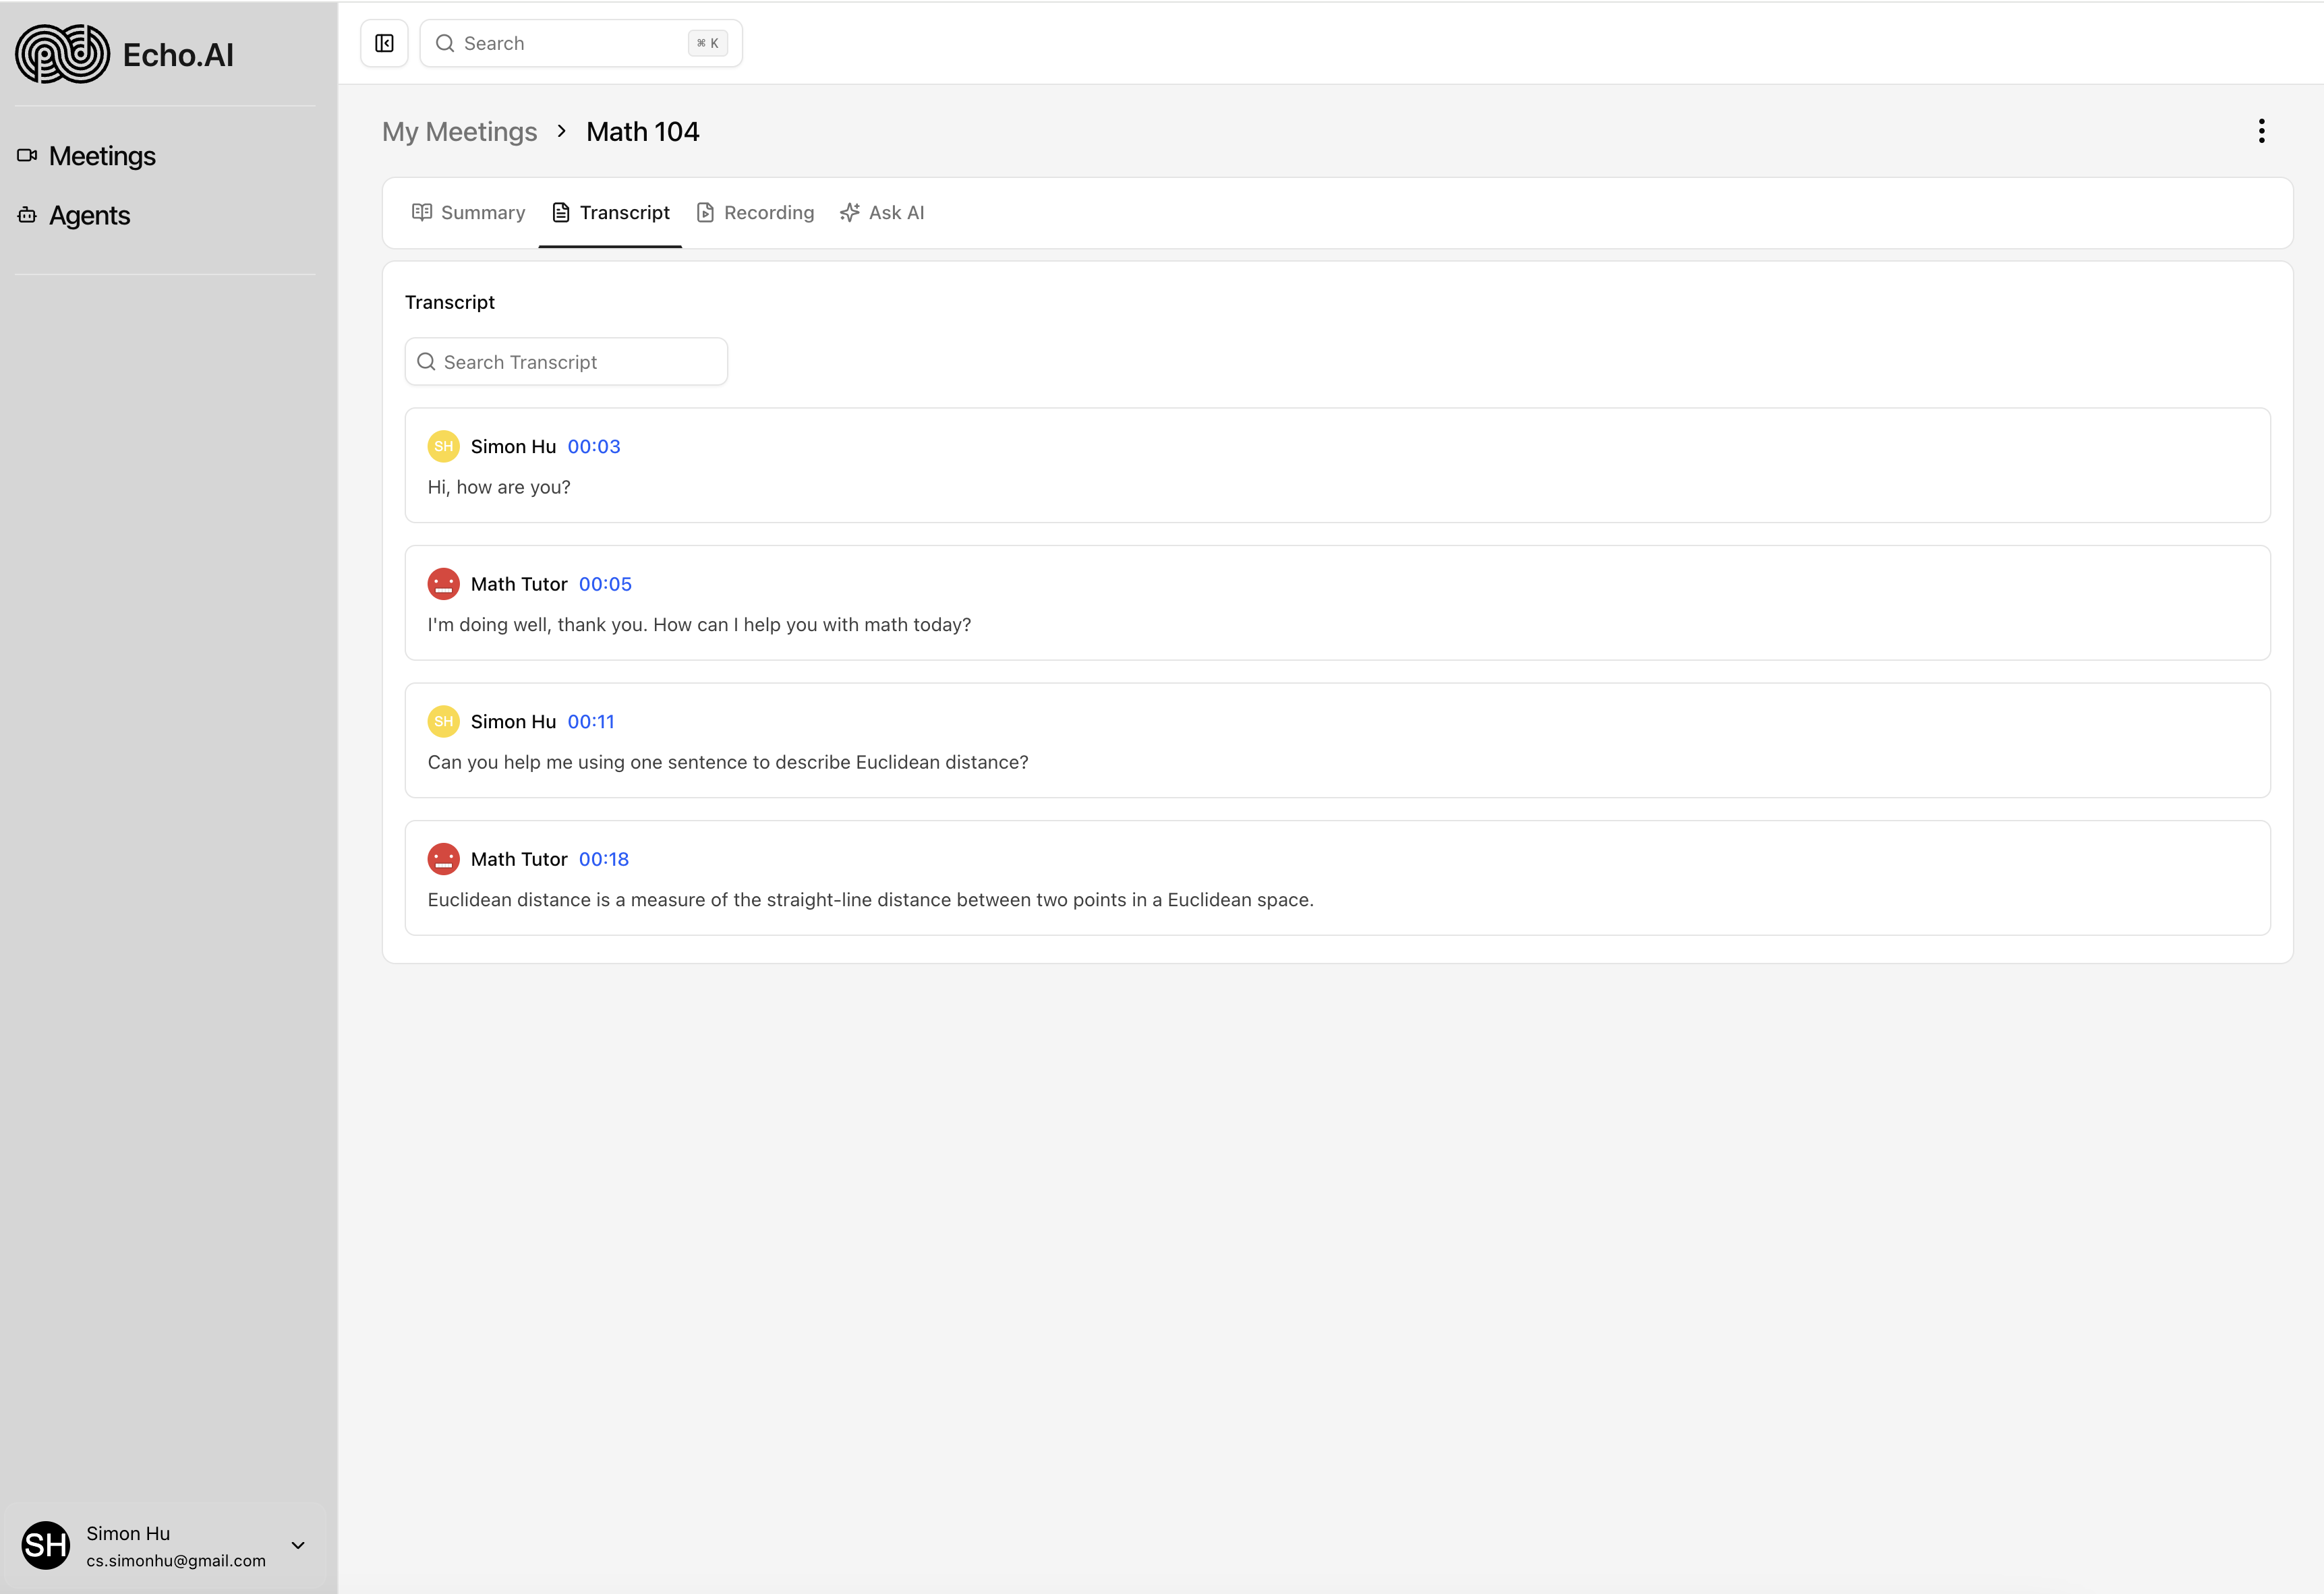 Echo.AI
Meetings
Agents
Search
⌘ K
My Meetings > Math 104
Summary
Transcript
Recording
Ask AI
Transcript
Search Transcript
SH Simon Hu 00:03
Hi, how are you?
Math Tutor 00:05
I'm doing well, thank you. How can I help you with math today?
SH Simon Hu 00:11
Can you help me using one sentence to describe Euclidean distance?
Math Tutor 00:18
Euclidean distance is a measure of the straight-line distance between two points in a Euclidean space.
SH
Simon Hu
cs.simonhu@gmail.com